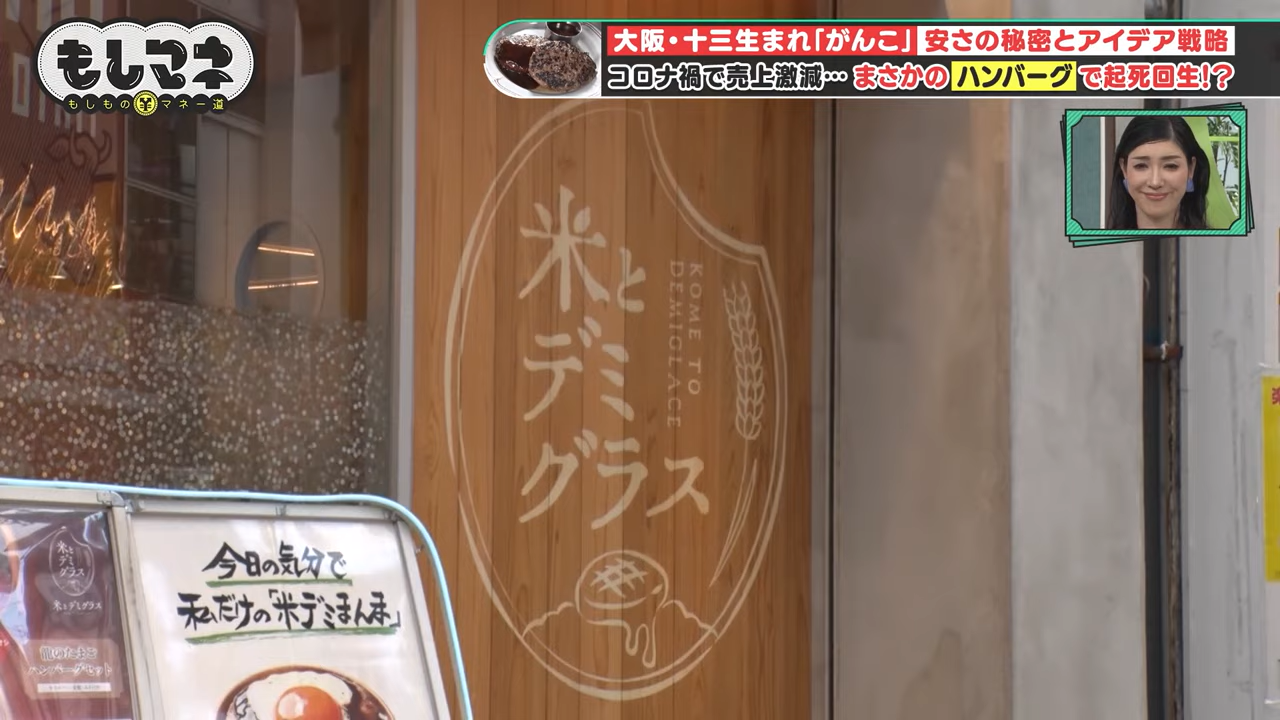 もしマネ
もしものマネー道
大阪・十三生まれ「がんこ」 安さの秘密とアイデア戦略
コロナ禍で売上激減… まさかのハンバーグで起死回生!?
米と
デミ
グラス
KOME TO
DEMIGLACE
今日の気分で
私だけの「米デミまんま」
米と
デミ
グラス
米とデミグラス
ハンバーグセット